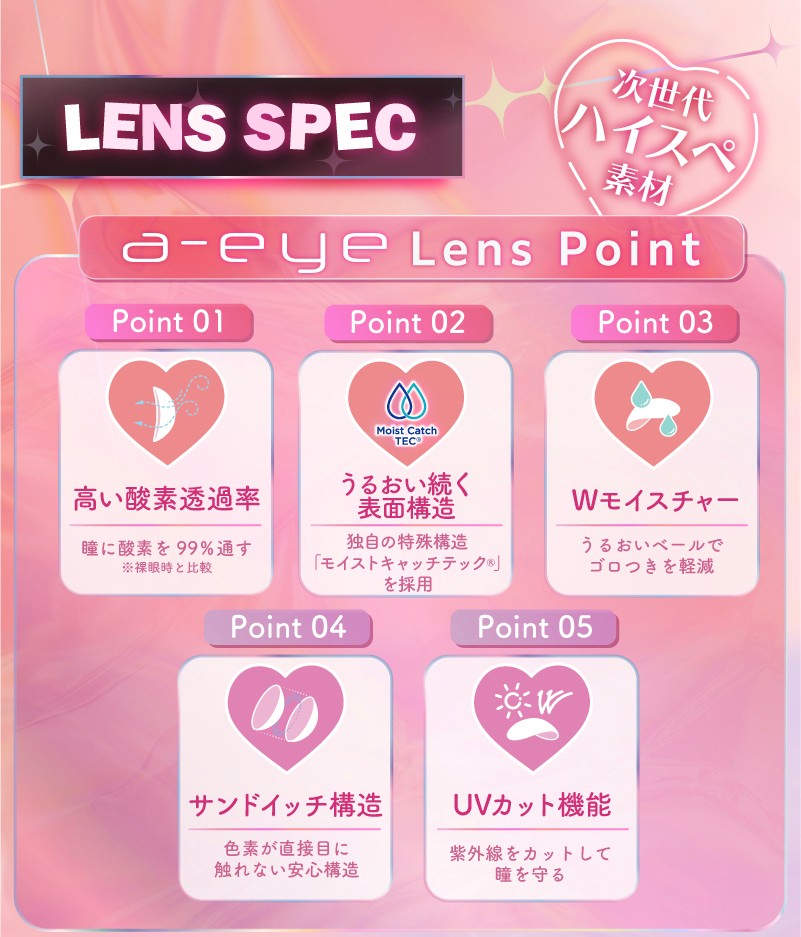 LENS SPEC
次世代
ハイスペ
素材
a-eye Lens Point
Point 01
高い酸素透過率
瞳に酸素を99%通す
※裸眼時と比較
Point 02
Moist Catch
TEC®
うるおい続く
表面構造
独自の特殊構造
「モイストキャッチテック®」
を採用
Point 03
Wモイスチャー
うるおいベールで
ゴロつきを軽減
Point 04
サンドイッチ構造
色素が直接目に
触れない安心構造
Point 05
UVカット機能
紫外線をカットして
瞳を守る